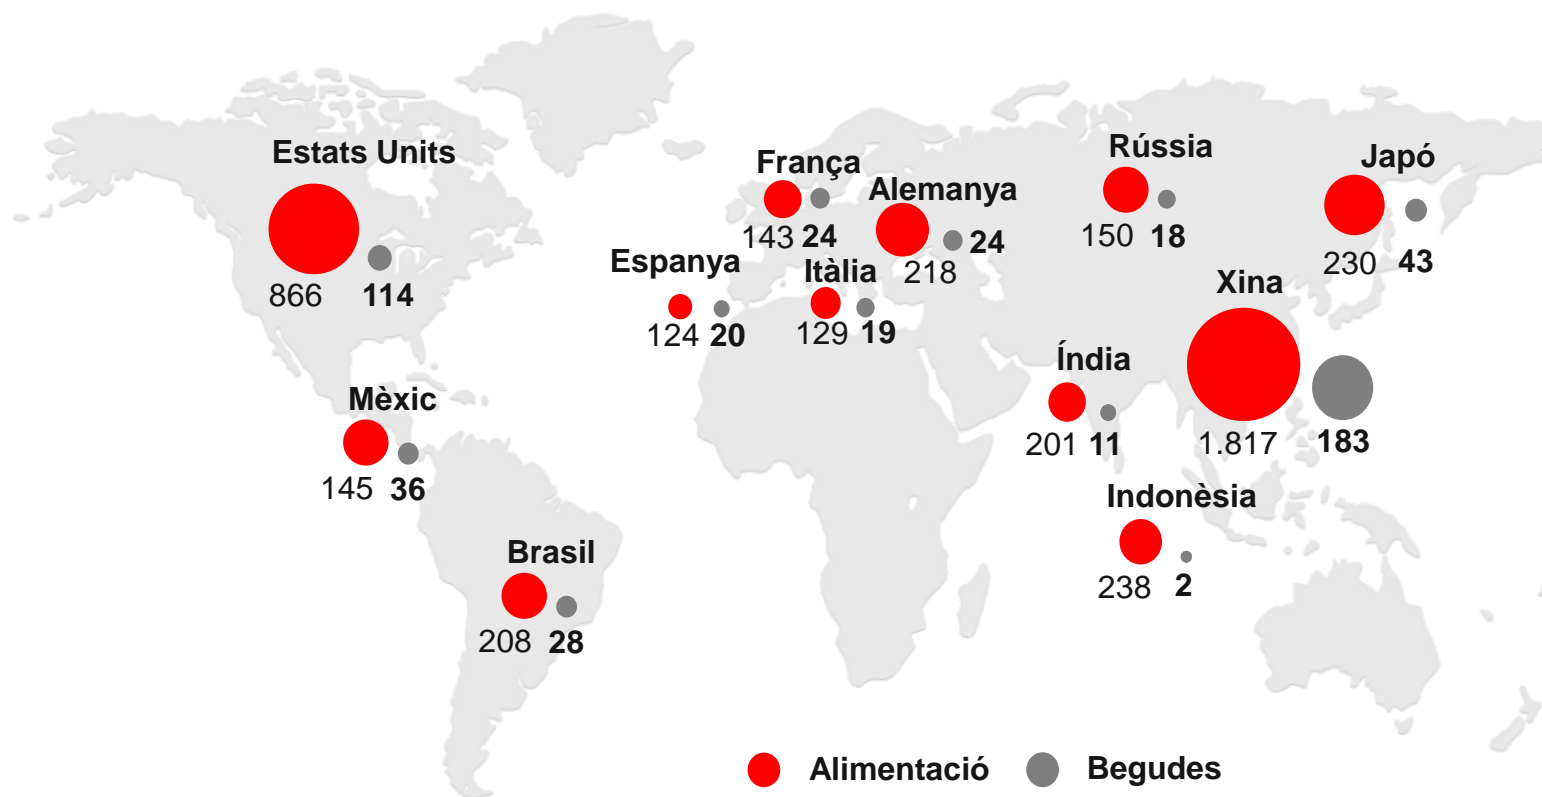 Estats Units
866 114
França
143 24
Alemanya
218 24
Rússia
150 18
Japó
230 43
Espanya
124 20
Itàlia
129 19
Xina
1.817 183
Índia
201 11
Mèxic
145 36
Indonèsia
238 2
Brasil
208 28
Alimentació Begudes